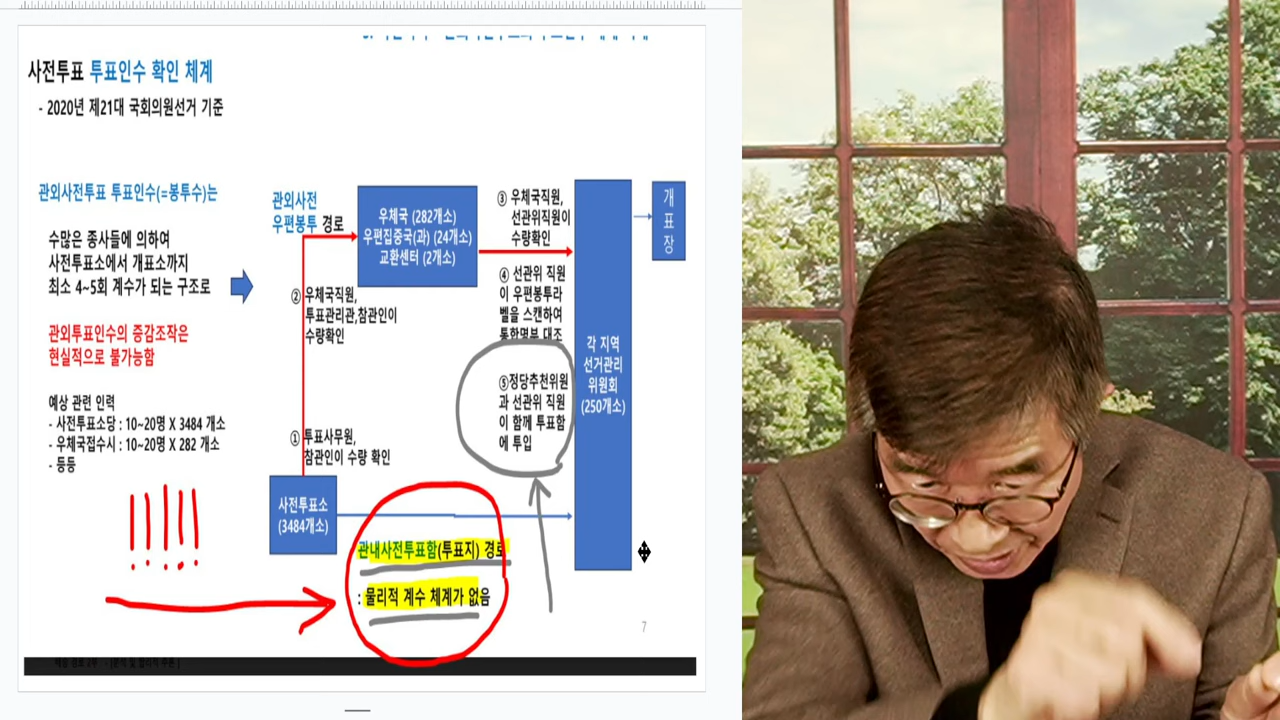 사전투표 투표인수 확인 체계
- 2020년 제21대 국회의원선거 기준
관외사전투표 투표인수(=봉투수)는
수많은 종사들에 의하여
사전투표소에서 개표소까지
최소 4~5회 계수가 되는 구조로
관외투표인수의 증감조작은
현실적으로 불가능함
예상 관련 인력
- 사전투표소당 : 10~20명 X 3484 개소
- 우체국접수시 : 10~20명 X 282 개소
- 등등
관외사전
우편봉투 경로
우체국 (282개소)
우편집중국(과) (24개소)
교환센터 (2개소)
② 우체국직원,
투표관리관,참관인이
수량확인
① 투표사무원,
참관인이 수량 확인
사전투표소
(3484개소)
③ 우체국직원,
선관위직원이
수량확인
④ 선관위 직원
이 우편봉투라
벨을 스캔하여
통합명부 대조
⑤정당추천위원
과 선관위 직원
이 함께 투표함
에 투입
각 지역
선거관리
위원회
(250개소)
개
표
장
관내사전투표함(투표지) 경로
: 물리적 계수 체계가 없음
!!!!!
7